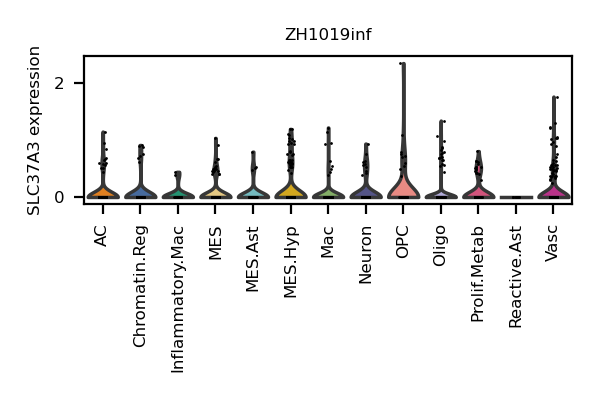 ZH1019inf
SLC37A3 expression
2
0
AC
Chromatin.Reg
Inflammatory.Mac
MES
MES.Ast
MES.Hyp
Mac
Neuron
OPC
Oligo
Prolif.Metab
Reactive.Ast
Vasc